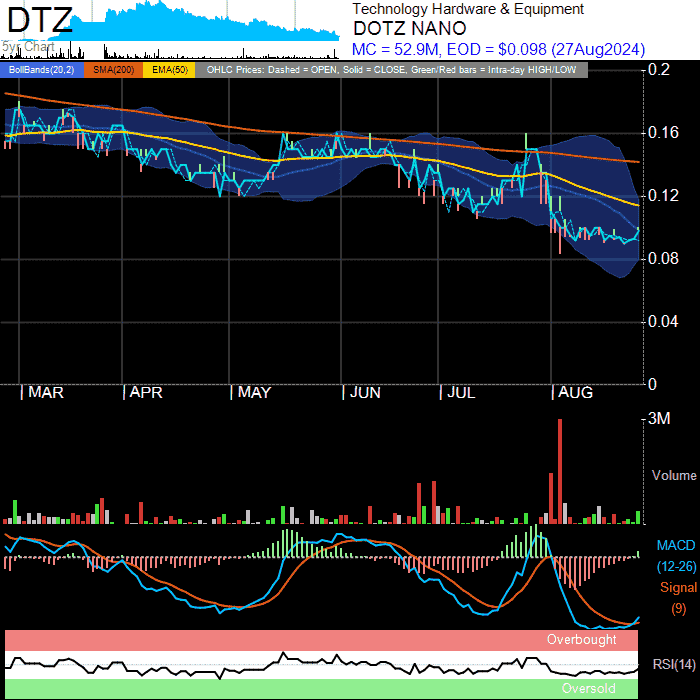 DTZ
5yr Chart
Technology Hardware & Equipment
DOTZ NANO
MC = 52.9M, EOD = $0.098 (27Aug2024)
BollBands(20,2) SMA(200) EMA(50) OHLC Prices: Dashed = OPEN, Solid = CLOSE, Green/Red bars = Intra-day HIGH/LOW
0.2
0.16
0.12
0.08
0.04
0
MAR APR MAY JUN JUL AUG
3M
Volume
MACD
(12-26)
Signal
(9)
Overbought
RSI(14)
Oversold